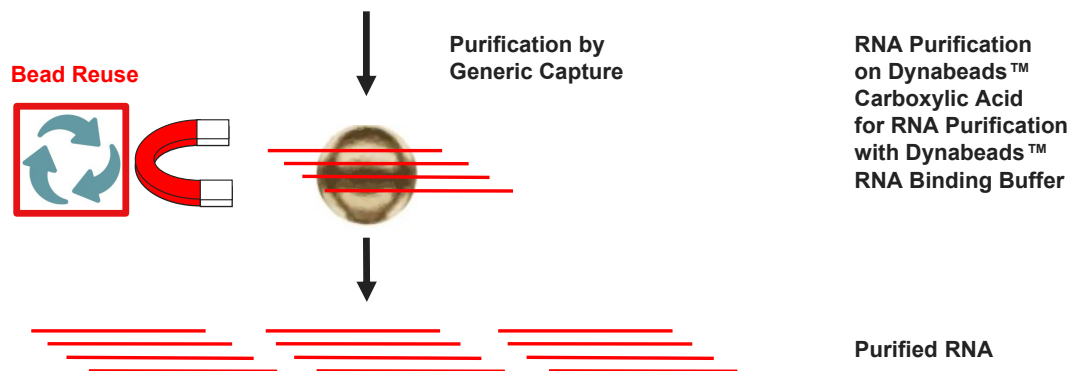 Bead Reuse
Purification by
Generic Capture
RNA Purification
on Dynabeads™
Carboxylic Acid
for RNA Purification
with Dynabeads™
RNA Binding Buffer
Purified RNA